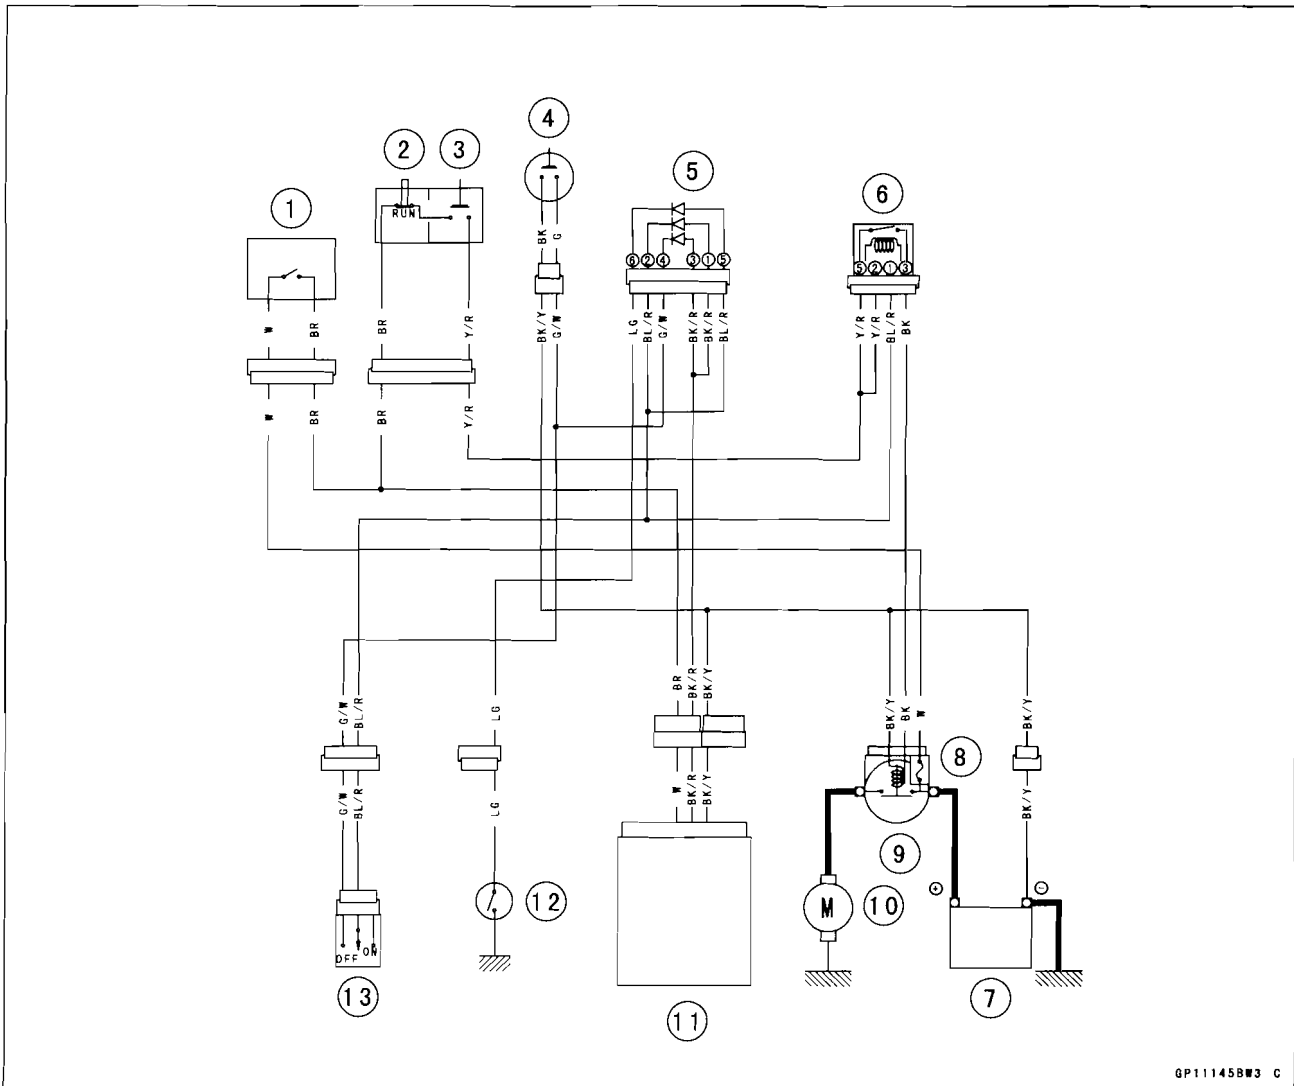 4
2 3
5
6
1
RUN
BK G
6 2 4 3 1 5
5 2 1 3
W BR
BR Y/R
BK/Y G/W
LG BL/R G/W BK/R BK/R BL/R
Y/R Y/R BL/R BK
W BR
BR Y/R
G/W BL/R
LG
BR BK/R BK/Y
BK/Y BK W
BK/Y
8
G/W BL/R
LG
W BK/R BK/Y
BK/Y
9
12
M 10
+ -
OFF ON
13
11
7
GP11145BW3 C